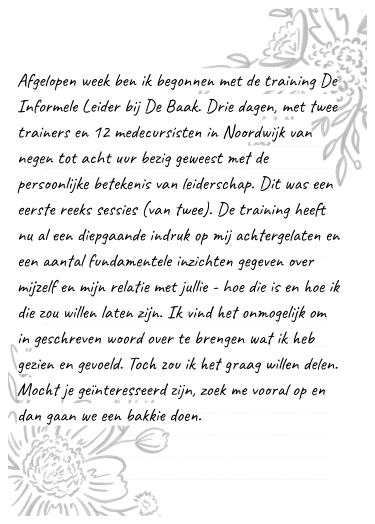 Afgelopen week ben ik begonnen met de training De
Informele Leider bij De Baak. Drie dagen, met twee
trainers en 12 medecursisten in Noordwijk van
negen tot acht uur bezig geweest met de
persoonlijke betekenis van leiderschap. Dit was een
eerste reeks sessies (van twee). De training heeft
nu al een diepgaande indruk op mij achtergelaten en
een aantal fundamentele inzichten gegeven over
mijzelf en mijn relatie met jullie - hoe die is en hoe ik
die zou willen laten zijn. Ik vind het onmogelijk om
in geschreven woord over te brengen wat ik heb
gezien en gevoeld. Toch zou ik het graag willen delen.
Mocht je geïnteresseerd zijn, zoek me vooral op en
dan gaan we een bakkie doen.